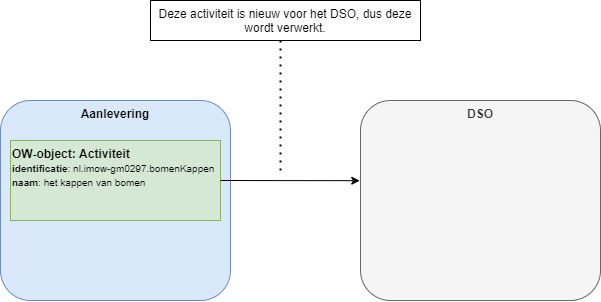 Deze activiteit is nieuw voor het DSO, dus deze
wordt verwerkt.
Aanlevering
OW-object: Activiteit
identificatie: nl.imow-gm0297.bomenKappen
naam: het kappen van bomen
DSO